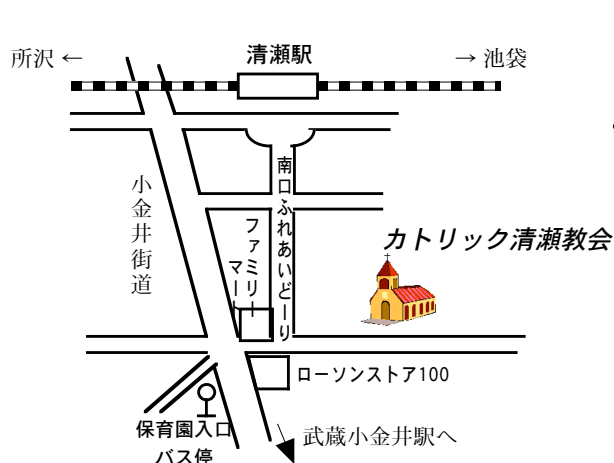 清瀬駅
所沢 ←
→ 池袋
南口ふれあいどーり
小金井街道
ファミリー
マート
カトリック清瀬教会
ローソンストア100
保育園入口
バス停
武蔵小金井駅へ